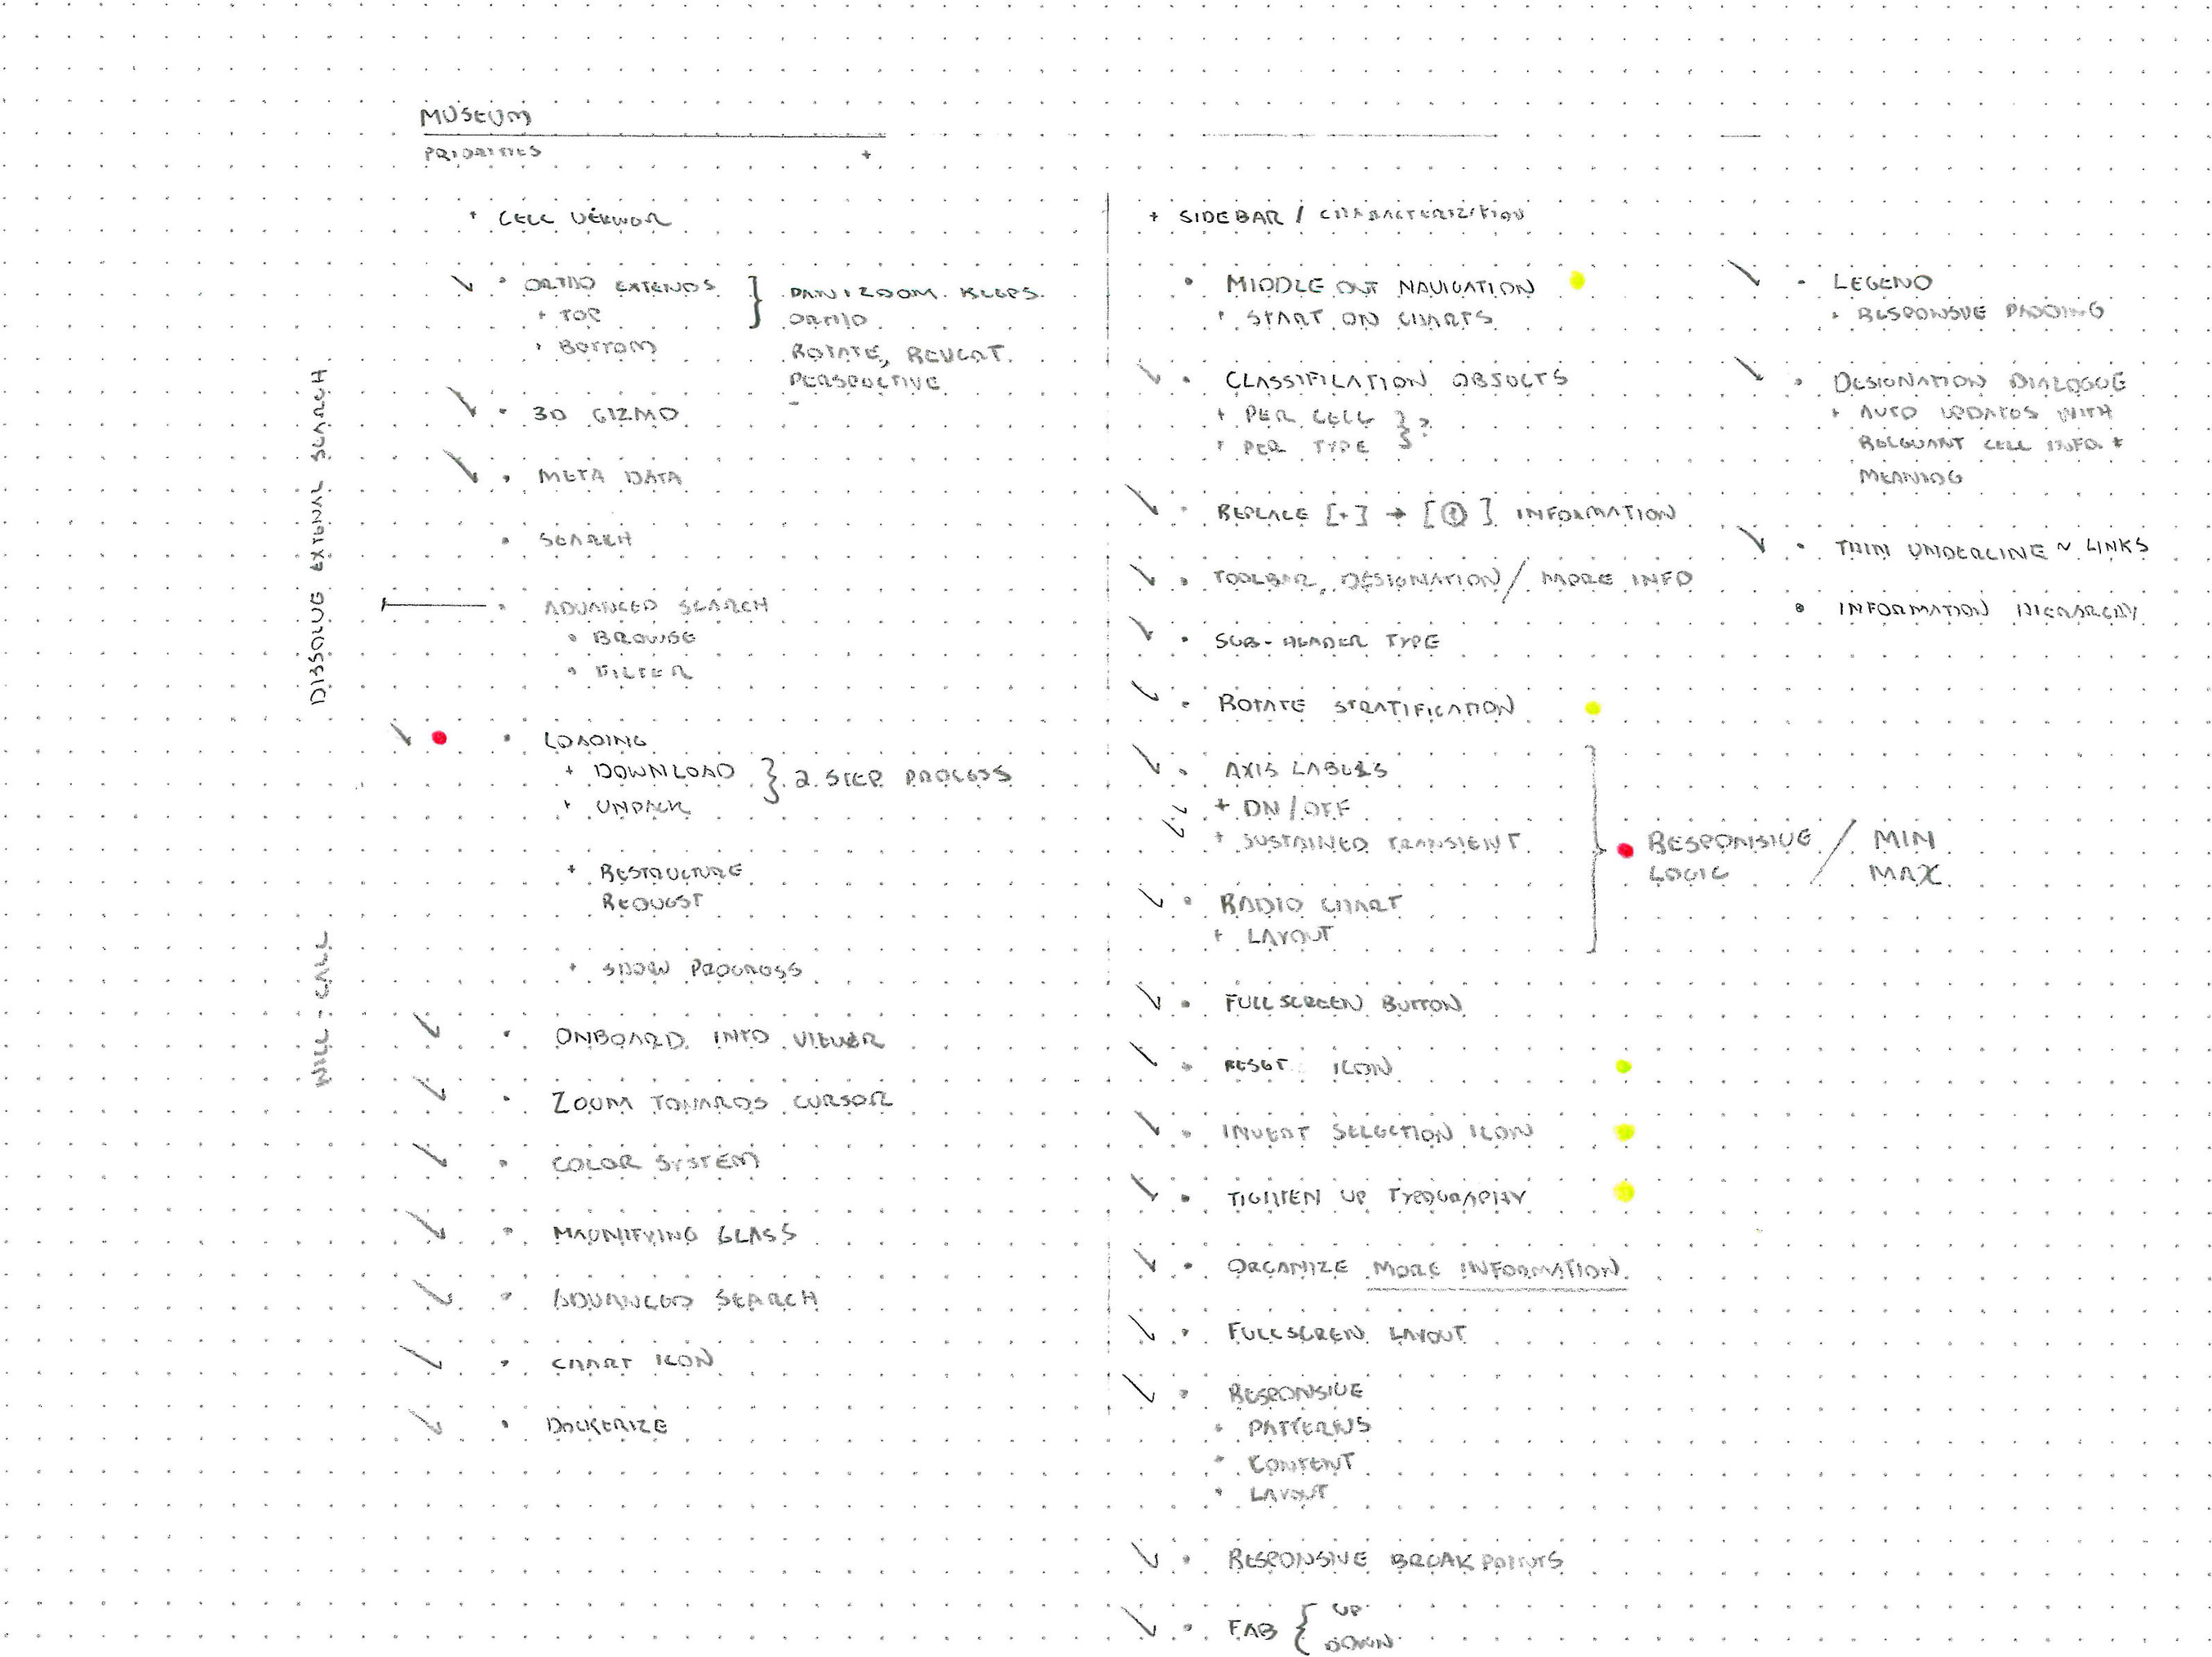 MUSEUM
PRIORITIES +
+ CELL VIEWOR
• ORTHO EXTENDS } PAN / ZOOM KEEPS
+ TOP ORTHO
+ BOTTOM ROTATE, REVERT
PERSPECTIVE
• 3D GIZMO
• META DATA
• SEARCH
• ADVANCED SEARCH
• BROWSE
• FILTER
• LOADING
+ DOWNLOAD } 2 STEP PROCESS
+ UNPACK
+ RESTRUCTURE
REQUEST
+ SHOW PROGRESS
• ONBOARD INTO VIEWER
• ZOOM TOWARDS CURSOR
• COLOR SYSTEM
• MAGNIFYING GLASS
• ADVANCED SEARCH
• CHART ICON
• DOCKERIZE
DISSOLVE EXTERNAL SEARCH
WILL - CALL
+ SIDEBAR / CHARACTERIZATION
• MIDDLE OUT NAVIGATION
+ START ON CHARTS
• CLASSIFICATION OBJECTS
+ PER CELL } ?
+ PER TYPE
• REPLACE [+] → [ⓘ] INFORMATION
• TOOLBAR, DESIGNATION / MORE INFO
• SUB-HEADER TYPE
• ROTATE STRATIFICATION
• AXIS LABELS
+ ON / OFF
+ SUSTAINED TRANSIENT
• RADIO CHART
+ LAYOUT
RESPONSIVE / MIN
LOGIC MAX
• FULL SCREEN BUTTON
• RESET ICON
• INVERT SELECTION ICON
• TIGHTEN UP TYPOGRAPHY
• ORGANIZE MORE INFORMATION
• FULLSCREEN LAYOUT
• RESPONSIVE
+ PATTERNS
+ CONTENT
+ LAYOUT
• RESPONSIVE BREAK POINTS
• FAB { UP
DOWN
• LEGEND
+ RESPONSIVE PADDING
• DESIGNATION DIALOGUE
+ AUTO UPDATES WITH
RELEVANT CELL INFO. +
MEANING
• THIN UNDERLINE ~ LINKS
• INFORMATION HIERARCHY